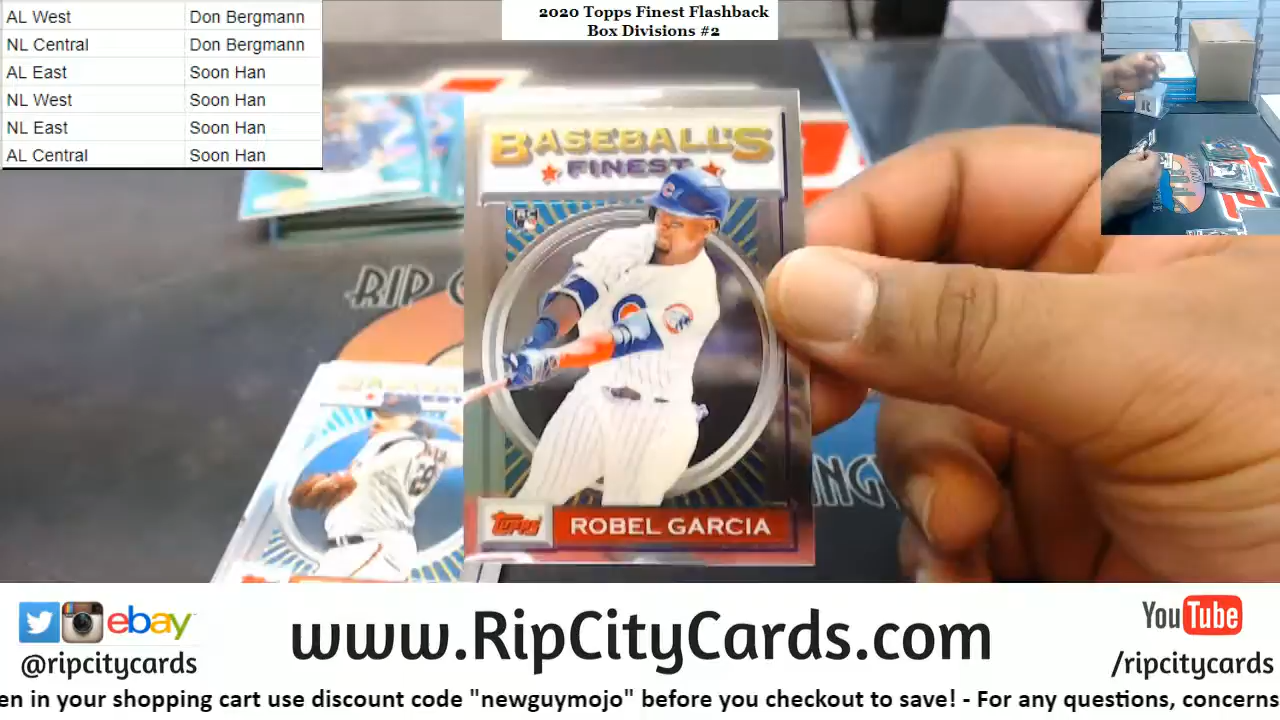 AL West Don Bergmann
NL Central Don Bergmann
AL East Soon Han
NL West Soon Han
NL East Soon Han
AL Central Soon Han
2020 Topps Finest Flashback
Box Divisions #2
BASEBALL'S
FINEST
RIP
Topps
ROBEL GARCIA
ebay
@ripcitycards
www.RipCityCards.com
YouTube
/ripcitycards
en in your shopping cart use discount code "newguymojo" before you checkout to save! - For any questions, concerns